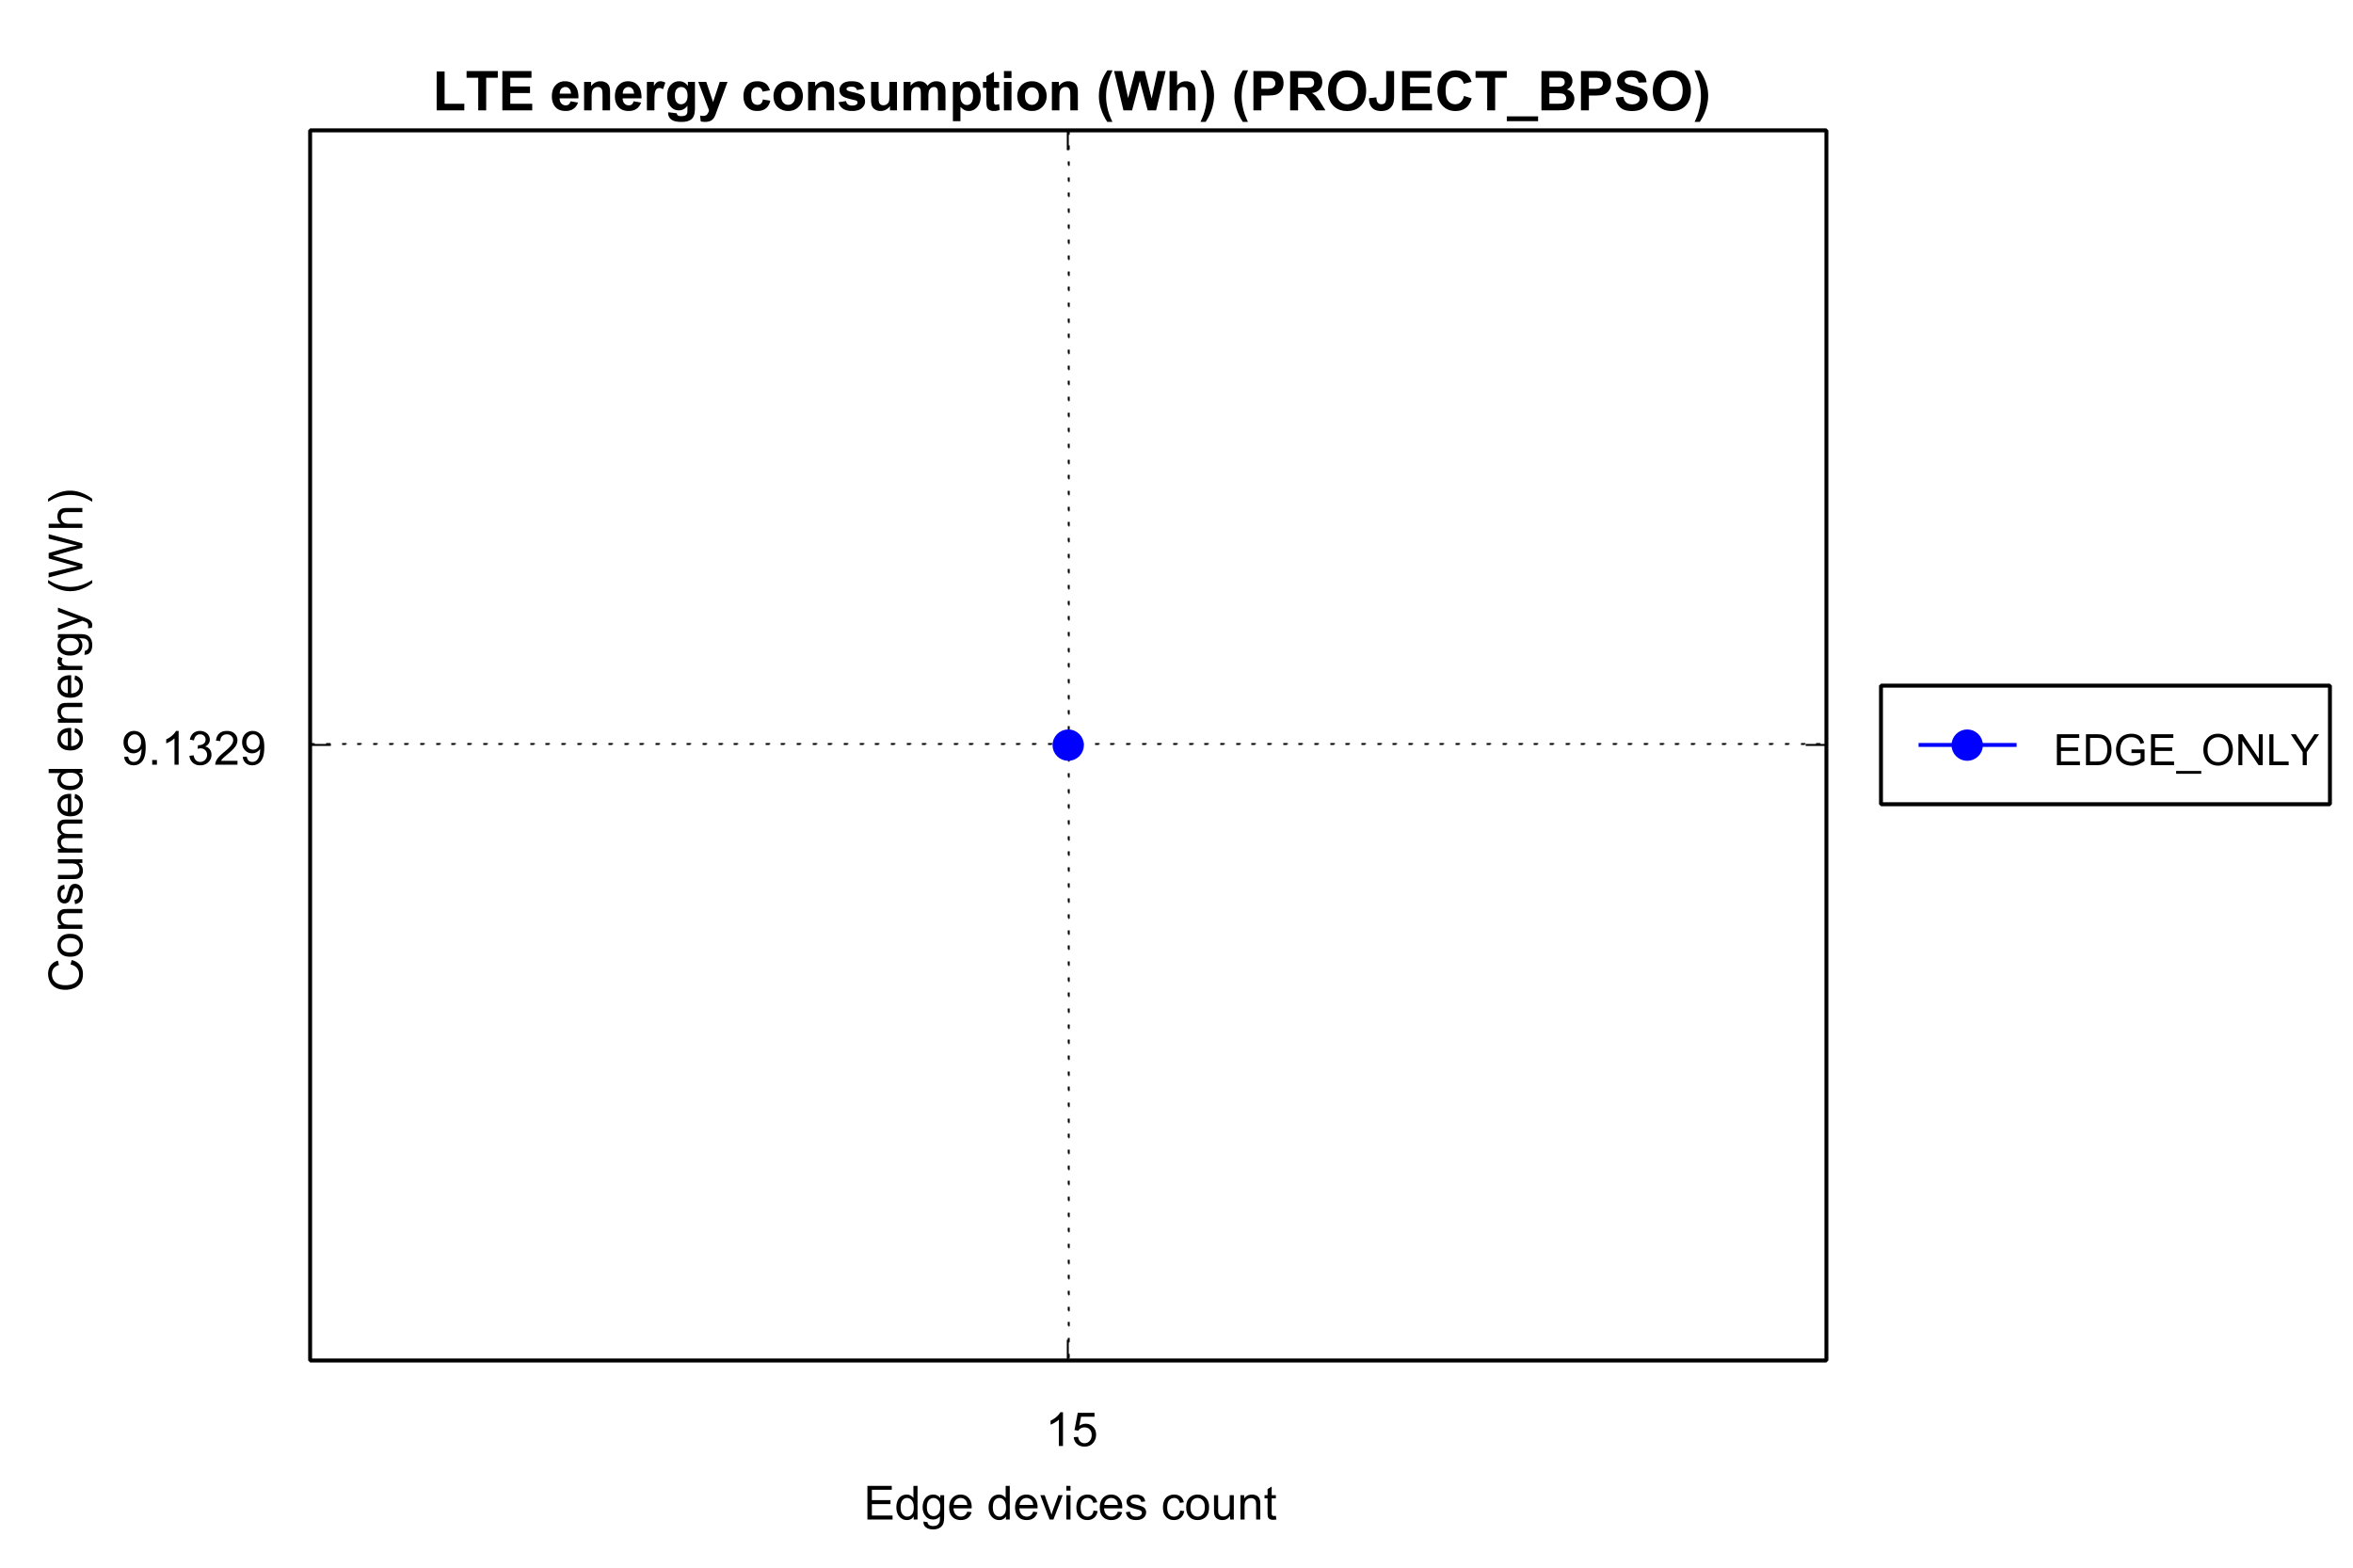 LTE energy consumption (Wh) (PROJECT_BPSO)
Consumed energy (Wh)
9.1329
EDGE_ONLY
15
Edge devices count